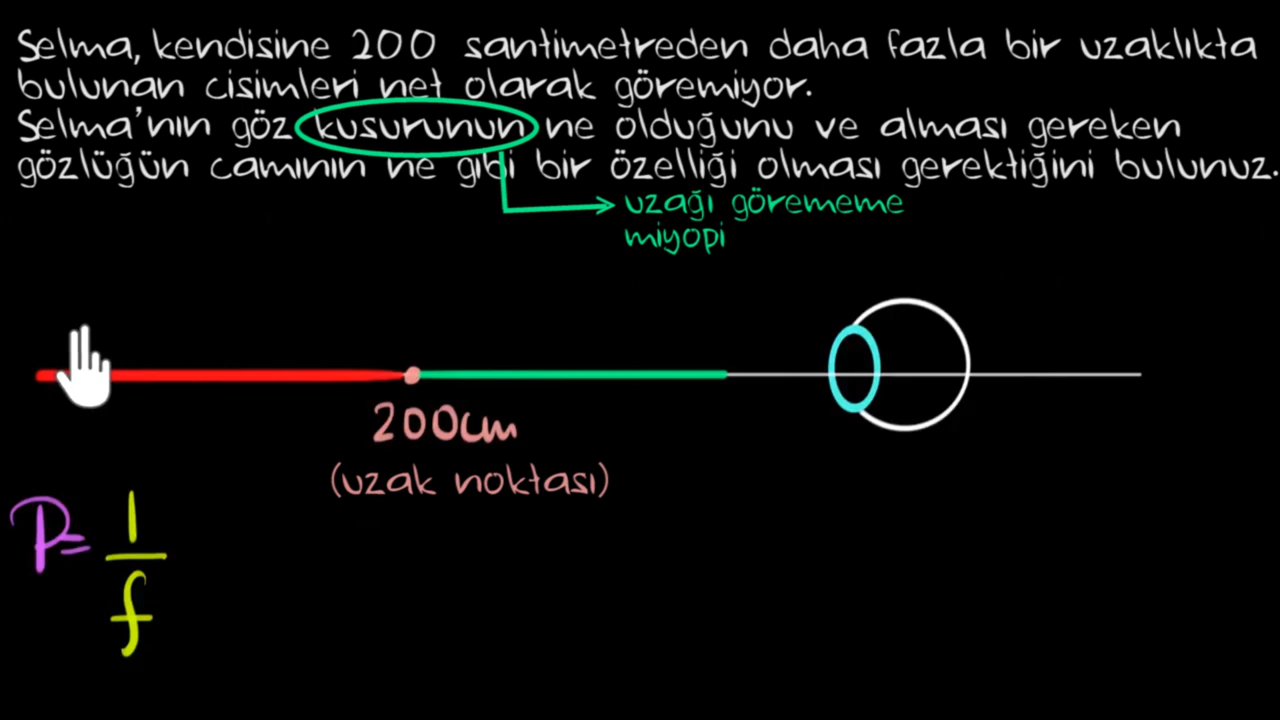 Selma, kendisine 200 santimetreden daha fazla bir uzaklıkta
bulunan cisimleri net olarak göremiyor.
Selma'nın göz kusurunun ne olduğunu ve alması gereken
gözlüğün camının ne gibi bir özelliği olması gerektiğini bulunuz.
uzağı görememe
miyopi
200cm
(uzak noktası)
P = 1/f